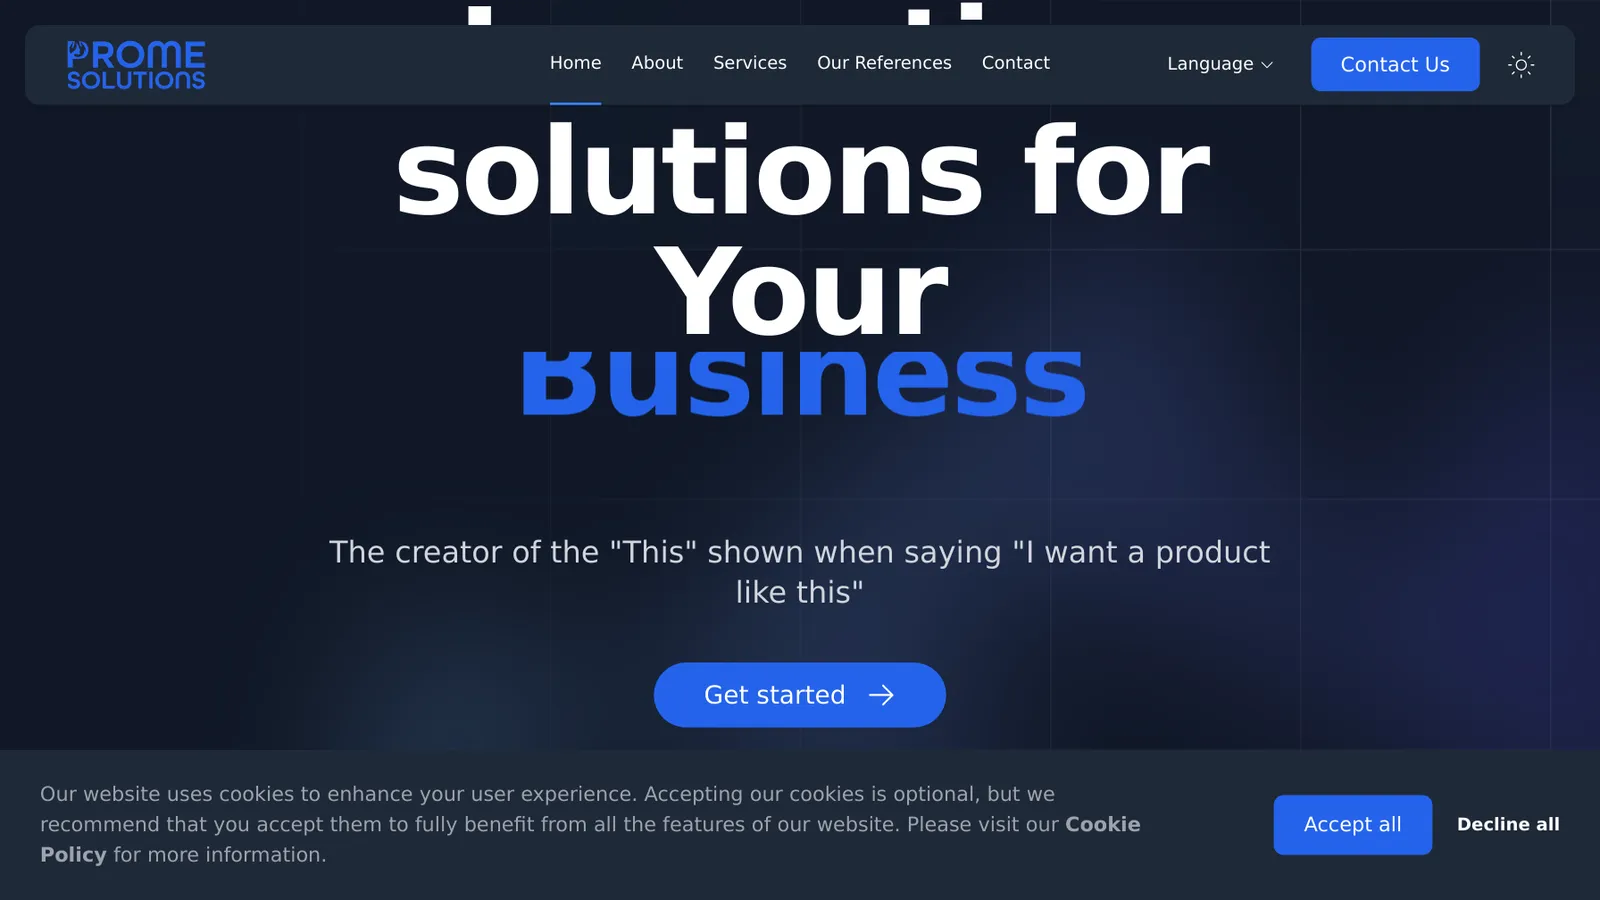 PROME
SOLUTIONS
Home
About
Services
Our References
Contact
Language
Contact Us
solutions for
Your
Business
The creator of the "This" shown when saying "I want a product
like this"
Get started
Our website uses cookies to enhance your user experience. Accepting our cookies is optional, but we
recommend that you accept them to fully benefit from all the features of our website. Please visit our Cookie
Policy for more information.
Accept all
Decline all